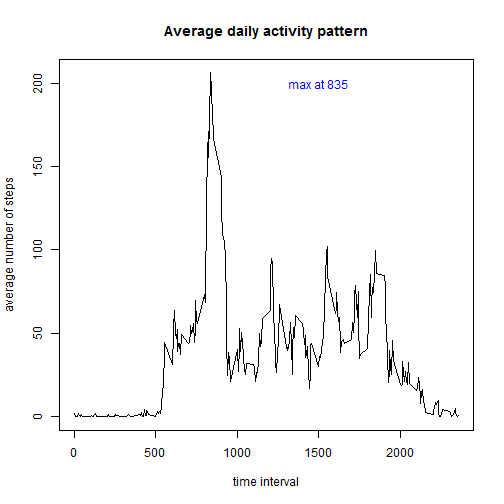 Average daily activity pattern
max at 835
average number of steps
200
150
100
50
0
0 500 1000 1500 2000
time interval